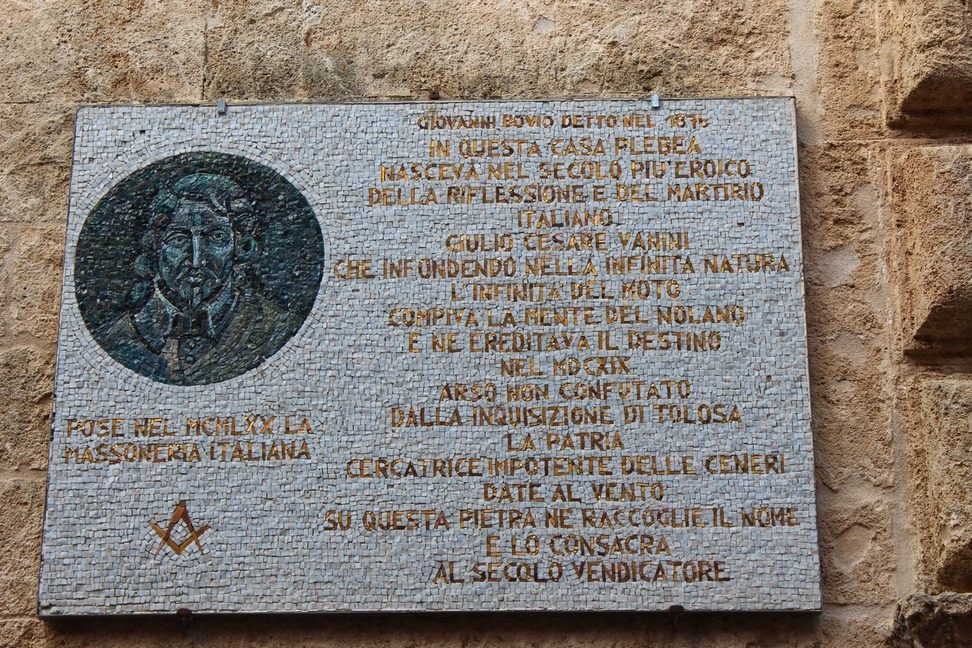 GIOVANNI BOVIO DETTO NEL 1875
IN QUESTA CASA PLEBEA
NASCEVA NEL SECOLO PIU' EROICO
DELLA RIFLESSIONE E DEL MARTIRIO
ITALIANO
GIULIO CESARE VANINI
CHE INFONDENDO NELLA INFINITA NATURA
L'INFINITA DEL MOTO
COMPIVA LA MENTE DEL NOLANO
E NE EREDITAVA IL DESTINO
NEL MDCXIX
ARSO NON CONFUTATO
DALLA INQUISIZIONE DI TOLOSA
LA PATRIA
CERCATRICE IMPOTENTE DELLE CENERI
DATE AL VENTO
SU QUESTA PIETRA NE RACCOGLIE IL NOME
E LO CONSACRA
AL SECOLO VENDICATORE
POSE NEL MCMLXX LA
MASSONERIA ITALIANA